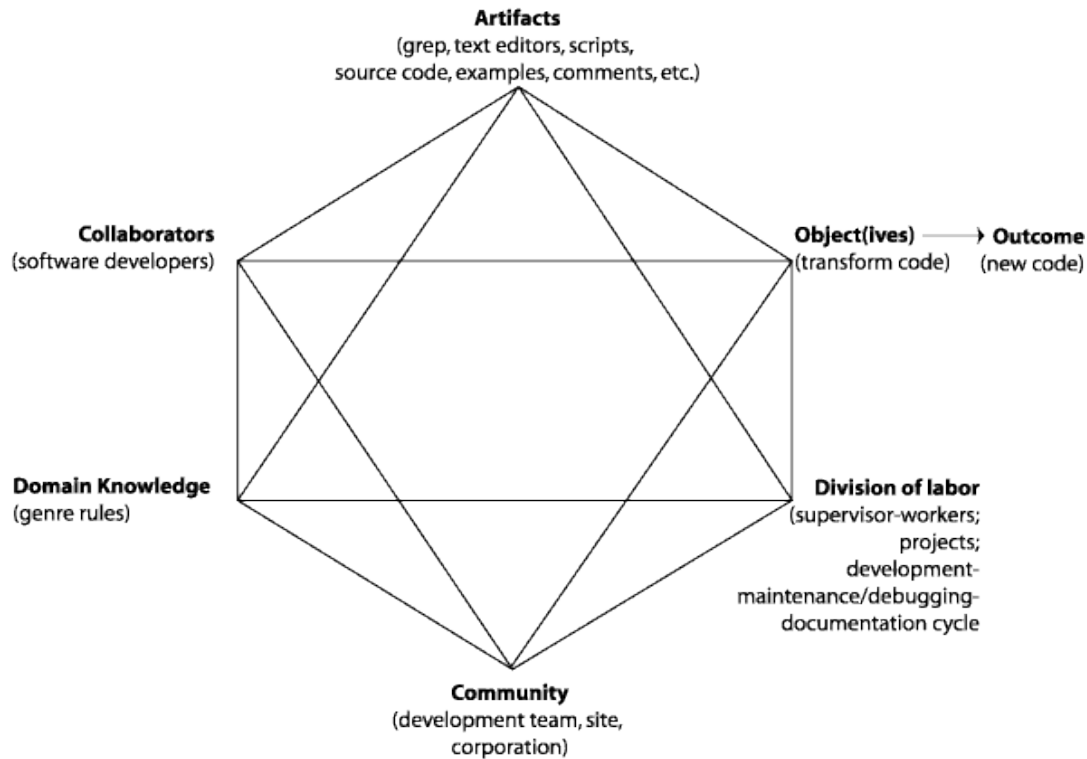 Artifacts
(grep, text editors, scripts,
source code, examples, comments, etc.)
Collaborators
(software developers)
Object(ives)
(transform code)
Outcome
(new code)
Domain Knowledge
(genre rules)
Division of labor
(supervisor-workers;
projects;
development-
maintenance/debugging-
documentation cycle
Community
(development team, site,
corporation)